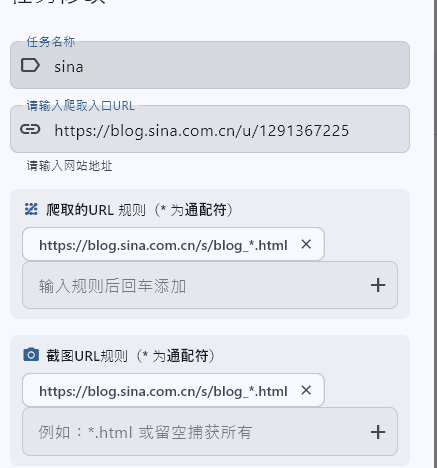 任务修改
任务名称
sina
请输入爬取入口URL
https://blog.sina.com.cn/u/1291367225
请输入网站地址
爬取的URL 规则（* 为通配符）
https://blog.sina.com.cn/s/blog_*.html ×
输入规则后回车添加 +
截图URL规则（* 为通配符）
https://blog.sina.com.cn/s/blog_*.html ×
例如：*.html 或留空捕获所有 +